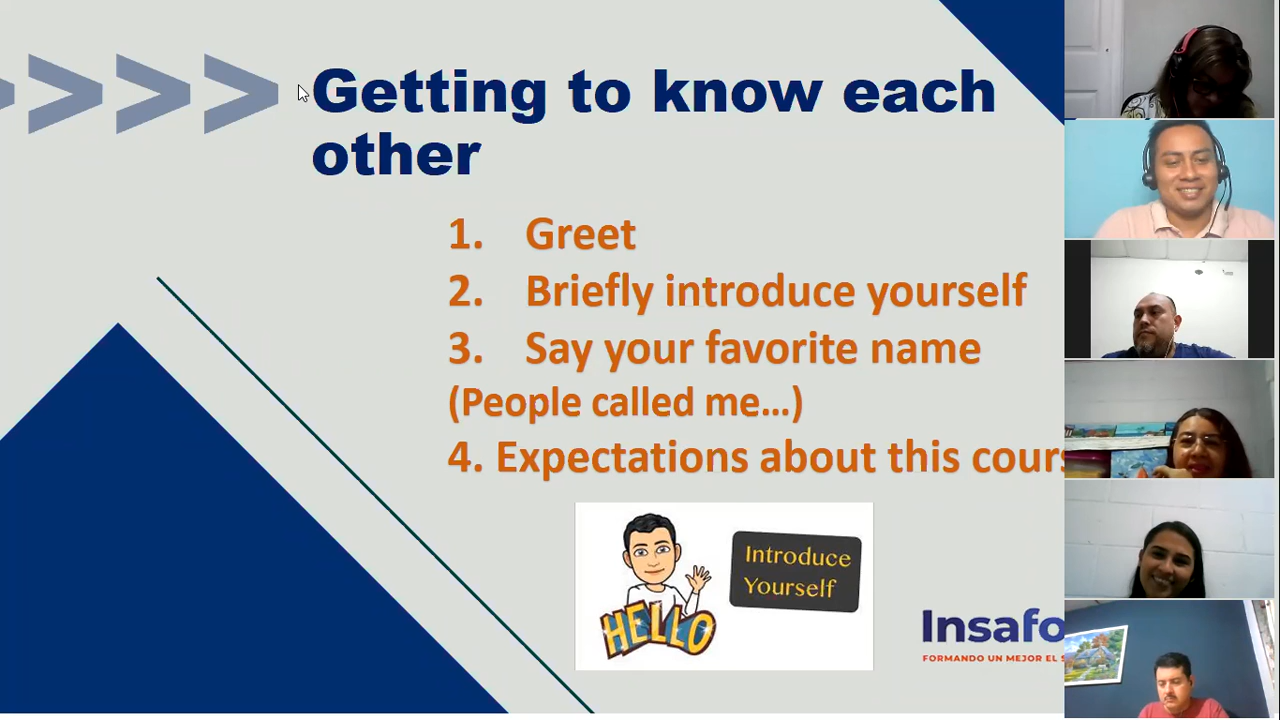 Getting to know each
other
1. Greet
2. Briefly introduce yourself
3. Say your favorite name
(People called me...)
4. Expectations about this cours
Introduce
Yourself
HELLO
Insafo
FORMANDO UN MEJOR EL S